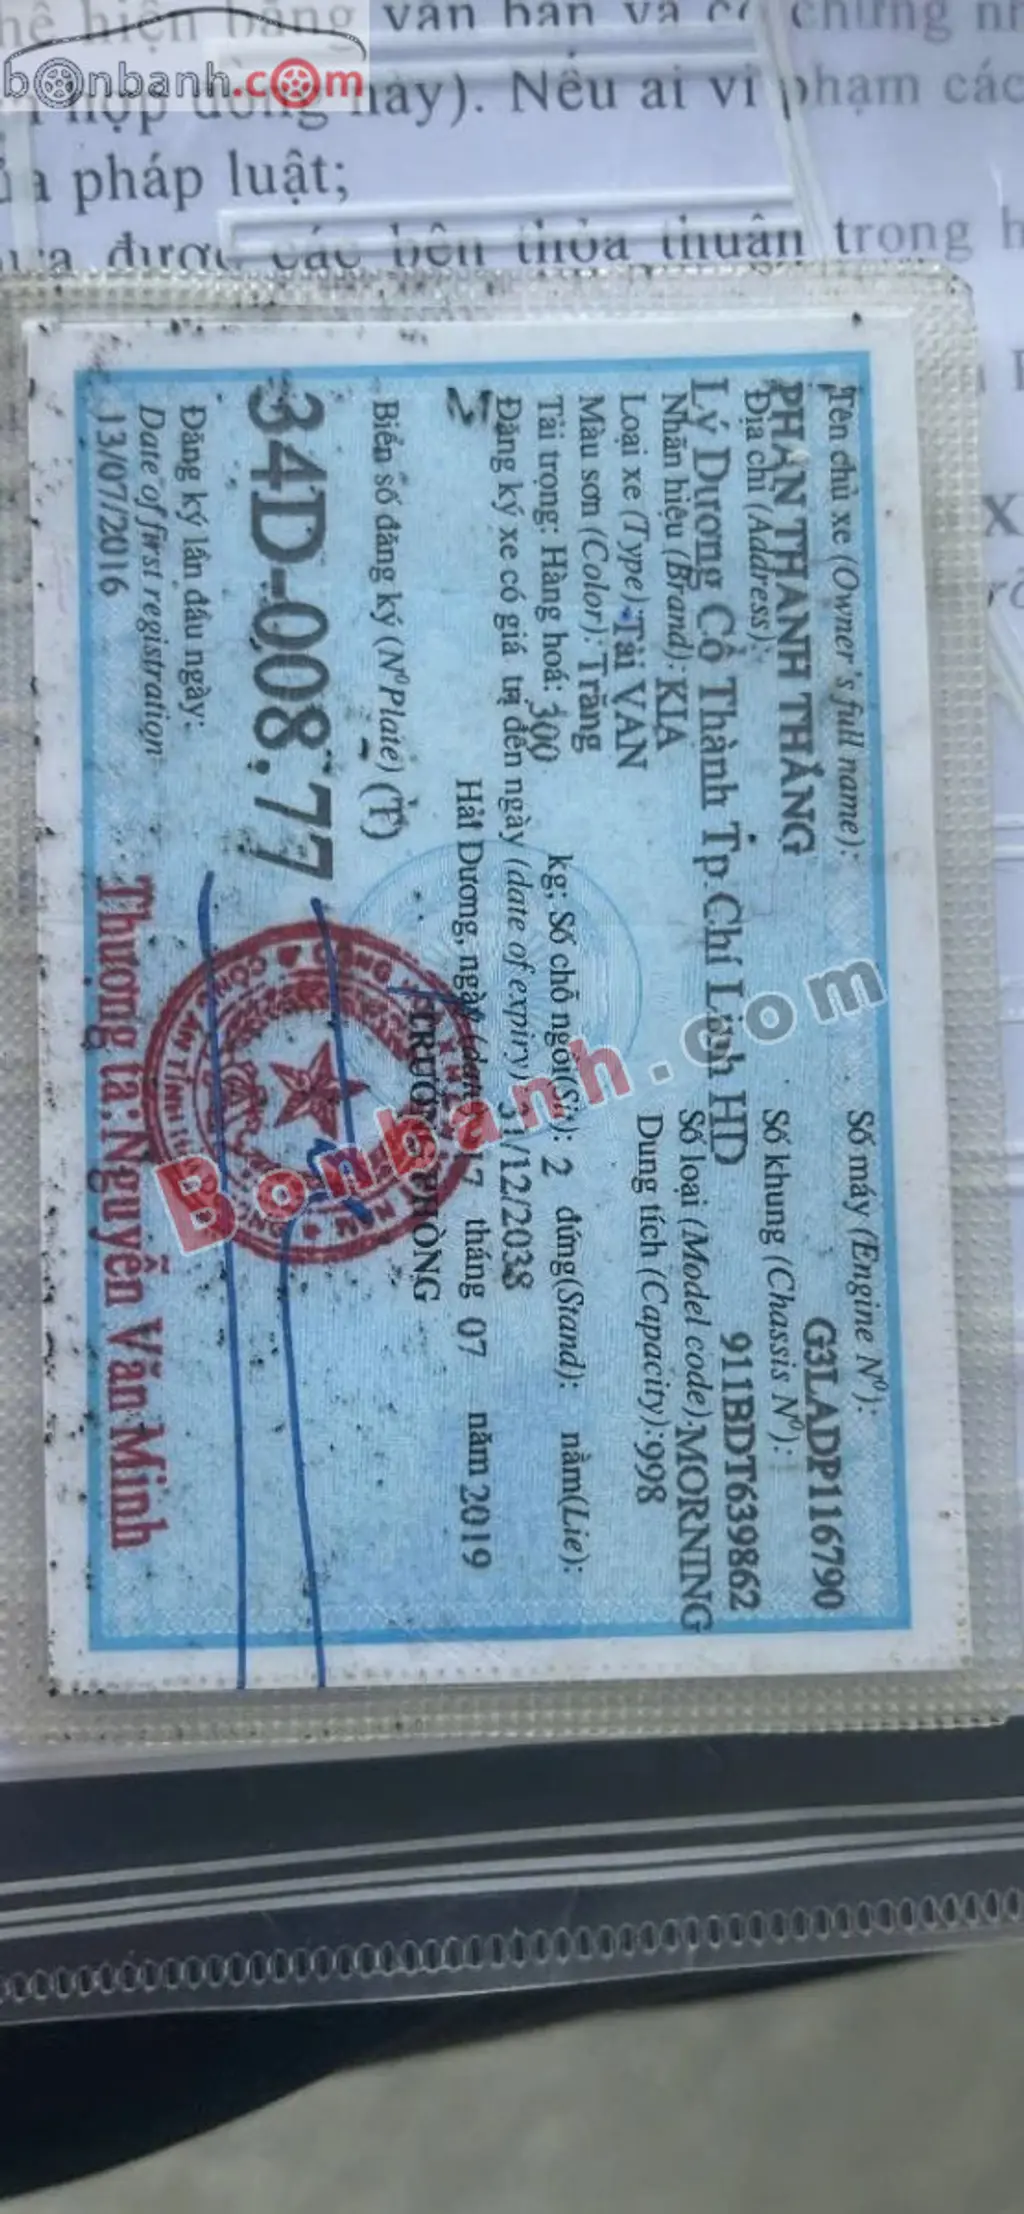 bonbanh.com
hể hiện bằng văn bản và có chứng nh
hợp đồng này). Nếu ai vi phạm các
ủa pháp luật;
được các bên thỏa thuận trong h
Tên chủ xe (Owner's full name):
PHAN THANH THẮNG
Số máy (Engine Nº):
G3LADP116790
Địa chỉ (Address):
Số khung (Chassis Nº):
911BDT639862
Lý Dương Cổ Thành Tp.Chí Linh HD
Nhãn hiệu (Brand): KIA
Số loại (Model code): MORNING
Loại xe (Type): Tải VAN
Dung tích (Capacity): 998
Màu sơn (Color): Trắng
Tải trọng: Hàng hoá: 300 kg; Số chỗ ngồi(Sit): 2 đứng(Stand): nằm(Lie):
Đăng ký xe có giá trị đến ngày (date of expiry) 31/12/2038
Hải Dương, ngày (date) 17 tháng 07 năm 2019
Biển số đăng ký (Nº Plate) (T)
TRƯỞNG PHÒNG
34D-008.77
Đăng ký lần đầu ngày:
Date of first registration
13/07/2016
Thượng tá: Nguyễn Văn Minh
Bonbanh.com